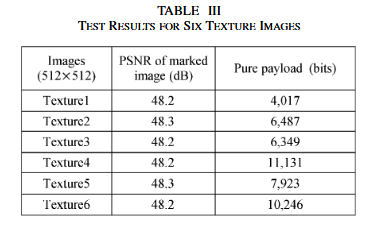 TABLE III
TEST RESULTS FOR SIX TEXTURE IMAGES
Images (512×512) PSNR of marked image (dB) Pure payload (bits)
Texture1 48.2 4,017
Texture2 48.3 6,487
Texture3 48.2 6,349
Texture4 48.2 11,131
Texture5 48.3 7,923
Texture6 48.2 10,246